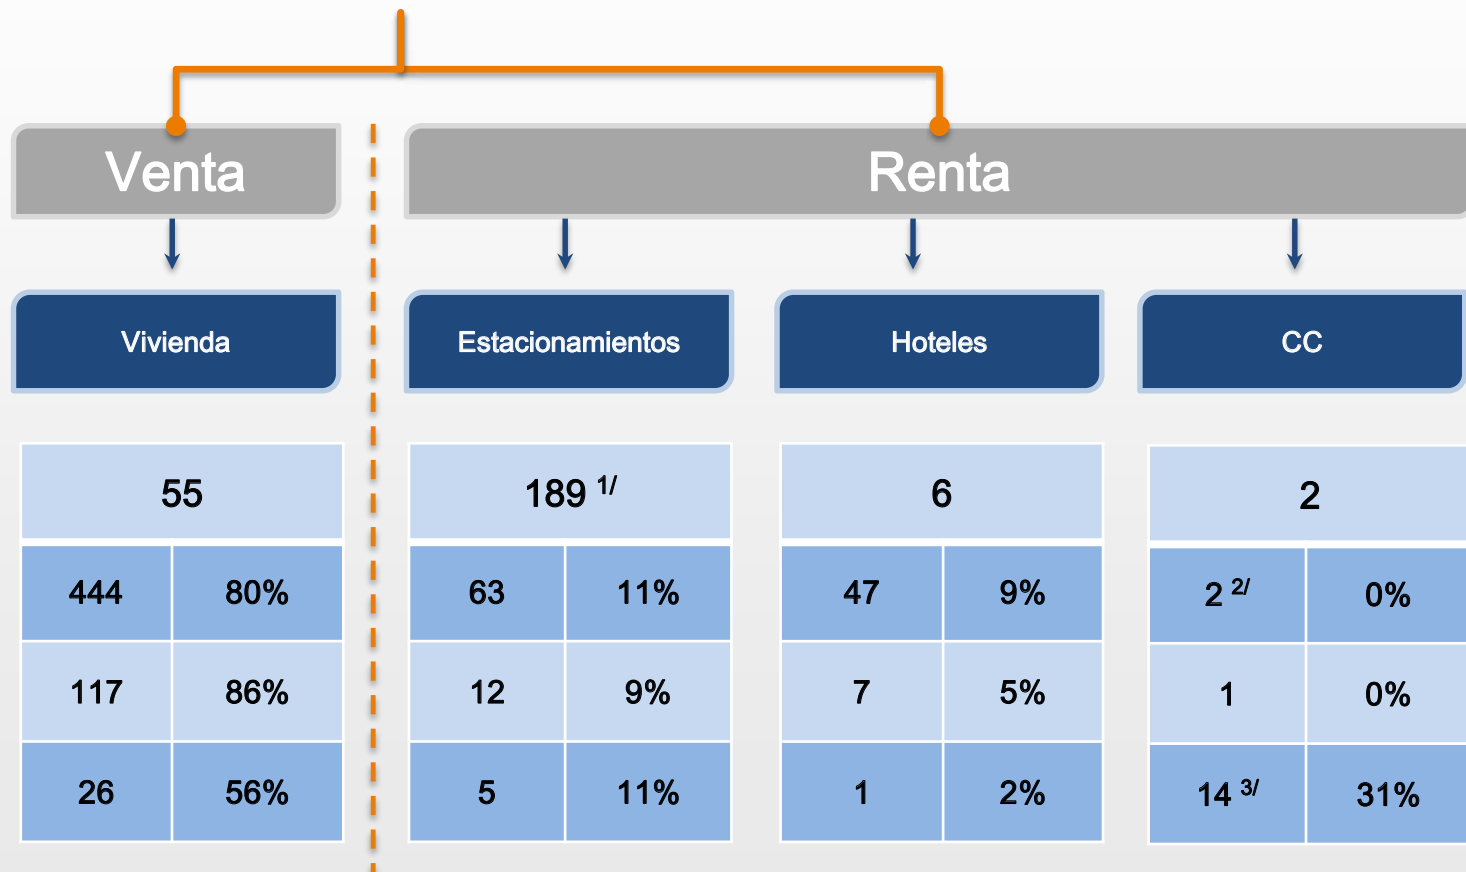 Venta Renta
Vivienda Estacionamientos Hoteles CC
55 189 1/ 6 2
444 80% 63 11% 47 9% 2 2/ 0%
117 86% 12 9% 7 5% 1 0%
26 56% 5 11% 1 2% 14 3/ 31%